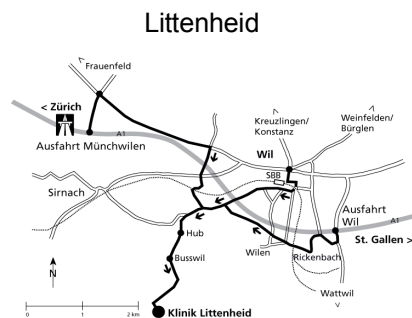 Littenheid
Frauenfeld
< Zürich
A1
Ausfahrt Münchwilen
Kreuzlingen/
Konstanz
Weinfelden/
Bürglen
Wil
SBB
Sirnach
Ausfahrt
Wil
A1
St. Gallen >
Hub
Wilen
Rickenbach
Busswil
N
Wattwil
0 1 2 km
Klinik Littenheid